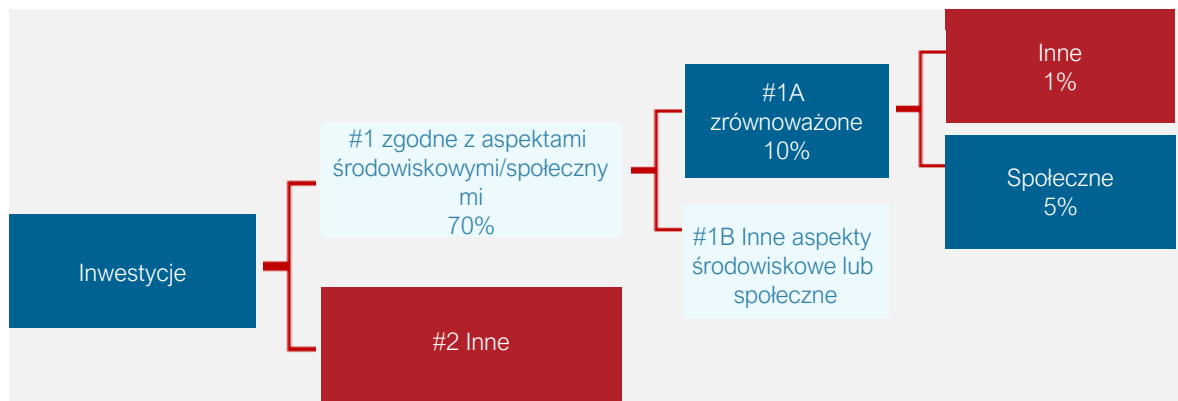 Inwestycje
#1 zgodne z aspektami
środowiskowymi/społeczny
mi
70%
#2 Inne
#1A
zrównoważone
10%
#1B Inne aspekty
środowiskowe lub
społeczne
Inne
1%
Społeczne
5%